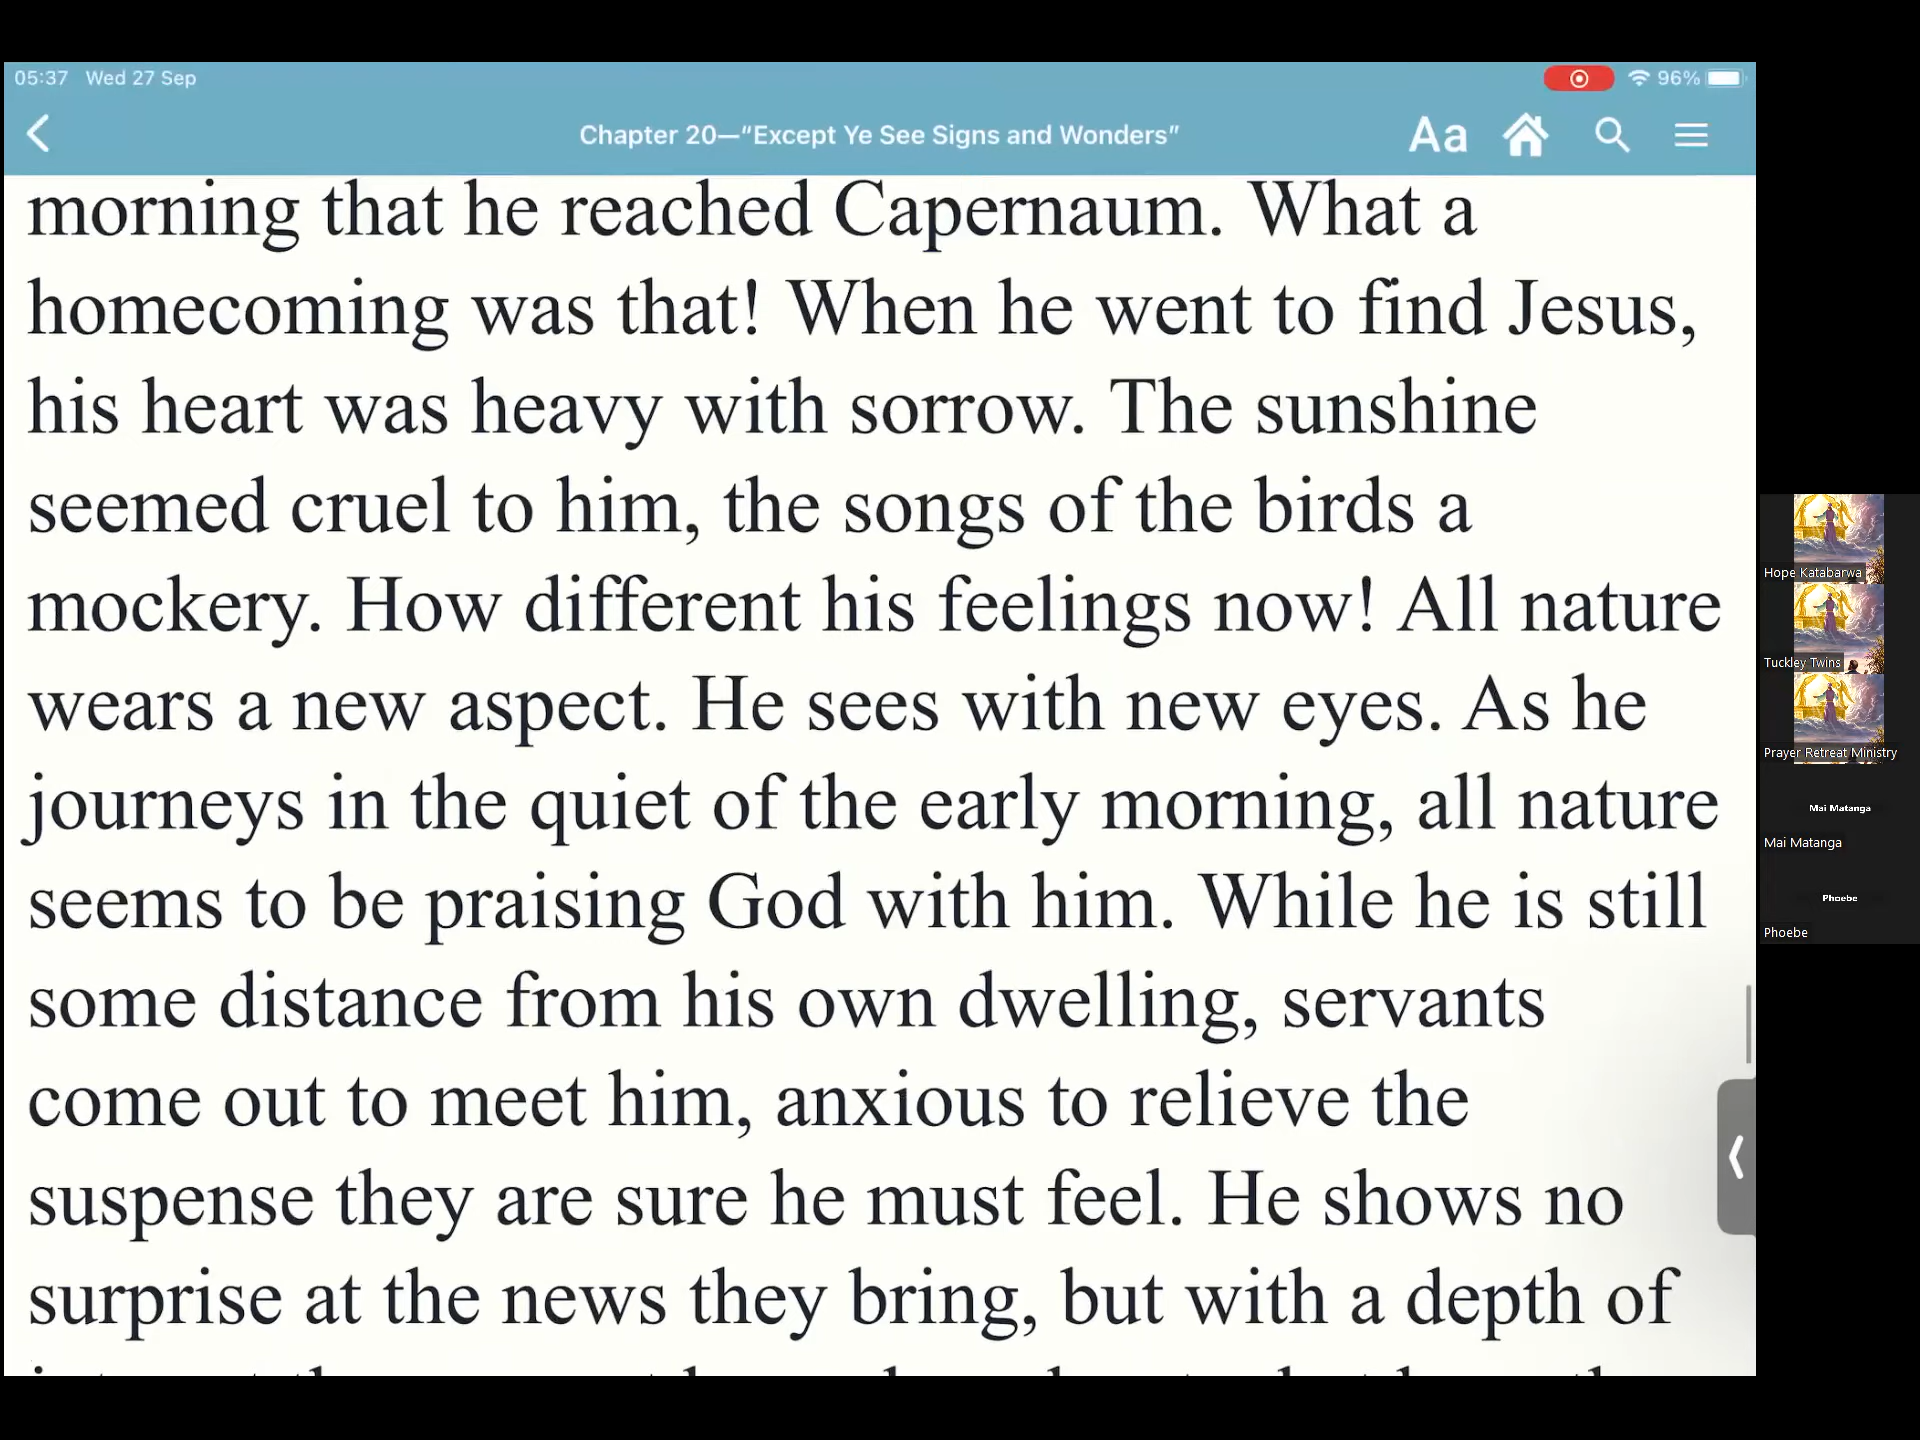 05:37 Wed 27 Sep
96%
Chapter 20—“Except Ye See Signs and Wonders”
Aa
morning that he reached Capernaum. What a
homecoming was that! When he went to find Jesus,
his heart was heavy with sorrow. The sunshine
seemed cruel to him, the songs of the birds a
mockery. How different his feelings now! All nature
wears a new aspect. He sees with new eyes. As he
journeys in the quiet of the early morning, all nature
seems to be praising God with him. While he is still
some distance from his own dwelling, servants
come out to meet him, anxious to relieve the
suspense they are sure he must feel. He shows no
surprise at the news they bring, but with a depth of
Hope Katabarwa
Tuckley Twins
Prayer Retreat Ministry
Mai Matanga
Mai Matanga
Phoebe
Phoebe